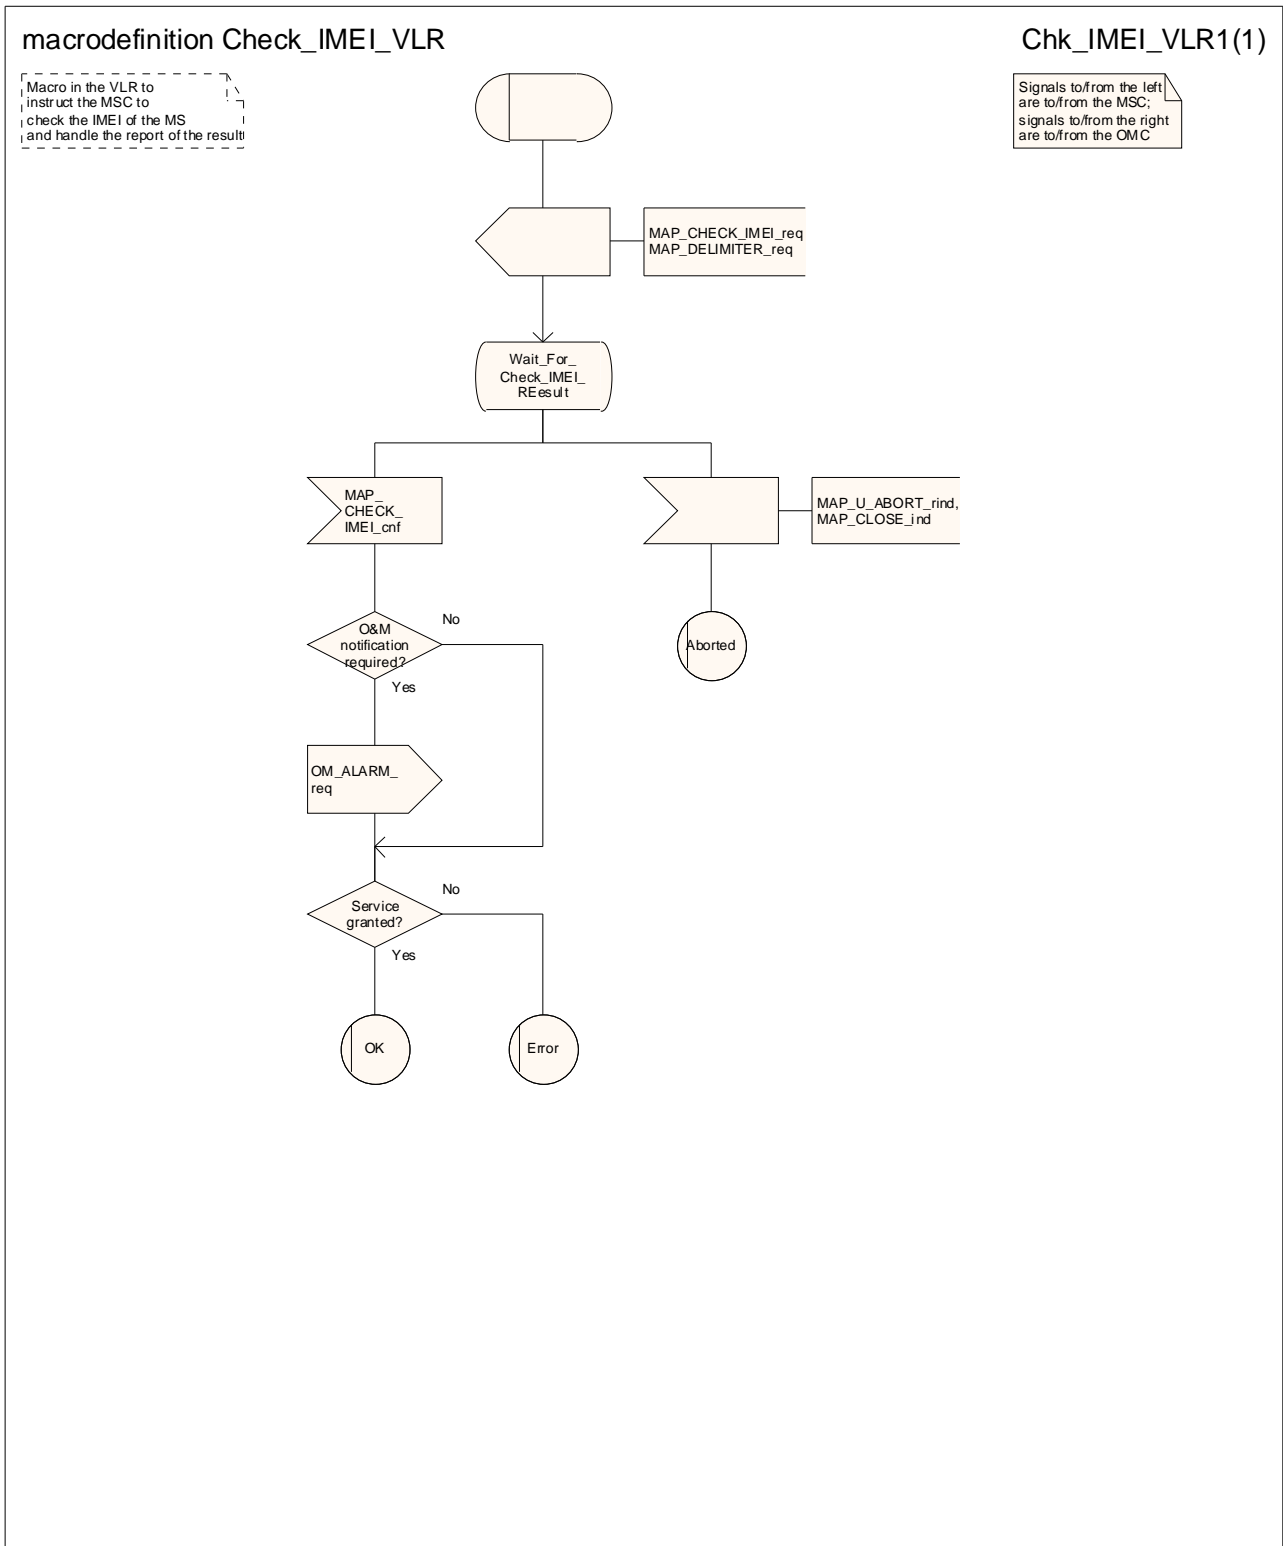 macrodefinition Check_IMEI_VLR
Chk_IMEI_VLR1(1)
Macro in the VLR to
instruct the MSC to
check the IMEI of the MS
and handle the report of the result
Signals to/from the left
are to/from the MSC;
signals to/from the right
are to/from the OMC
MAP_CHECK_IMEI_req
MAP_DELIMITER_req
Wait_For_
Check_IMEI_
REesult
MAP_
CHECK_
IMEI_cnf
MAP_U_ABORT_rind,
MAP_CLOSE_ind
O&M
notification
required?
No
Yes
Aborted
OM_ALARM_
req
Service
granted?
No
Yes
OK
Error